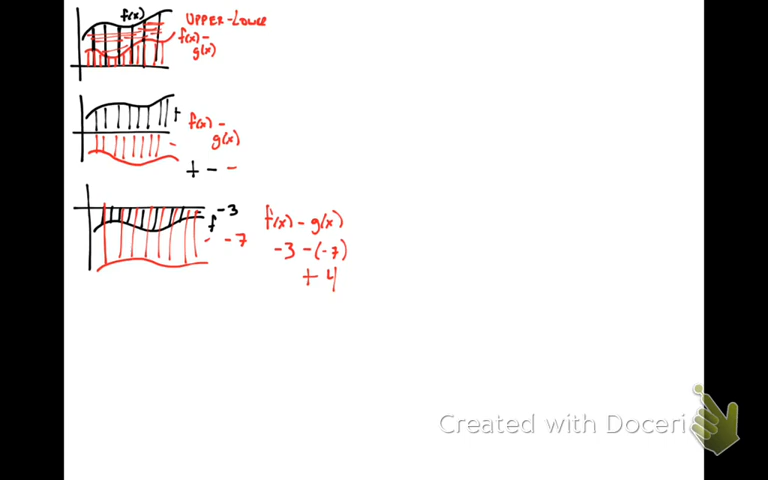 f(x)
UPPER-LOWER
f(x)-
g(x)
+
f(x)-
g(x)
-
+ - -
f
-3
- -7
f(x) - g(x)
-3 -(-7)
+ 4
Created with Doceri